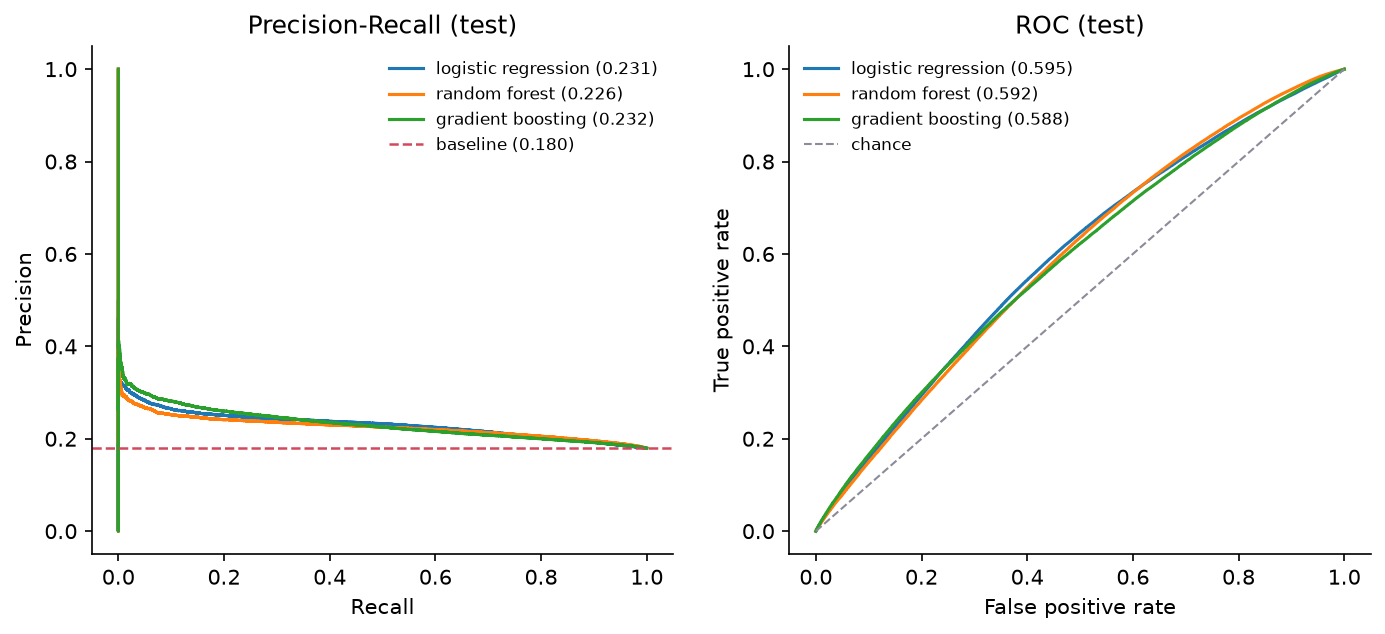 Precision-Recall (test)
logistic regression (0.231)
random forest (0.226)
gradient boosting (0.232)
baseline (0.180)
Precision
1.0
0.8
0.6
0.4
0.2
0.0
0.0 0.2 0.4 0.6 0.8 1.0
Recall
ROC (test)
logistic regression (0.595)
random forest (0.592)
gradient boosting (0.588)
chance
True positive rate
1.0
0.8
0.6
0.4
0.2
0.0
0.0 0.2 0.4 0.6 0.8 1.0
False positive rate